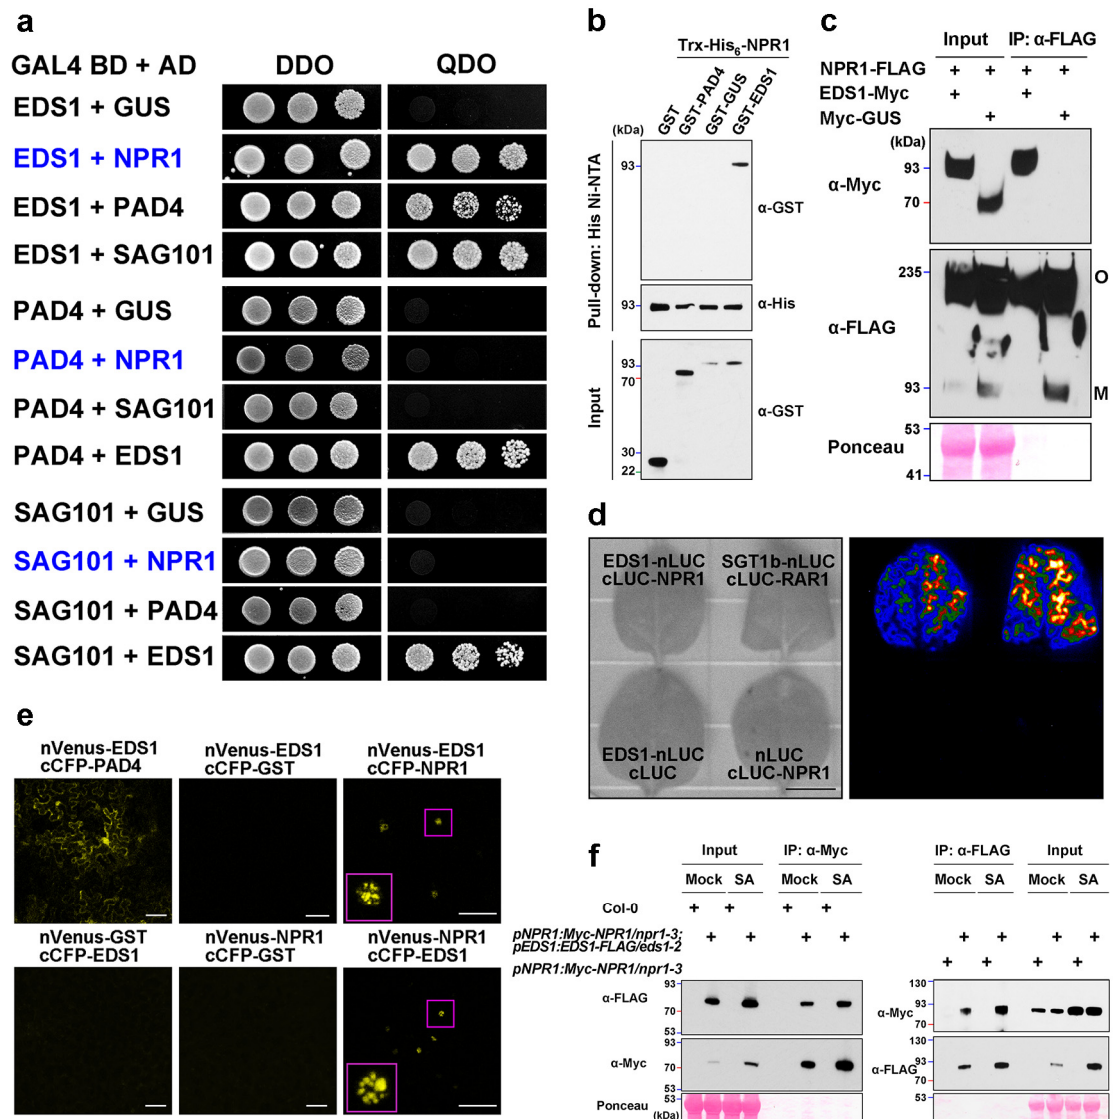 a
GAL4 BD + AD DDO QDO
EDS1 + GUS
EDS1 + NPR1
EDS1 + PAD4
EDS1 + SAG101
PAD4 + GUS
PAD4 + NPR1
PAD4 + SAG101
PAD4 + EDS1
SAG101 + GUS
SAG101 + NPR1
SAG101 + PAD4
SAG101 + EDS1
b
Trx-His6-NPR1
GST
GST-PAD4
GST-GUS
GST-EDS1
(kDa)
Pull-down: His Ni-NTA
93
α-GST
93 α-His
Input
93
70
α-GST
30
22
c
Input IP: α-FLAG
NPR1-FLAG + + + +
EDS1-Myc + +
Myc-GUS + +
(kDa)
93
α-Myc
70
235 O
α-FLAG
93 M
53
Ponceau
41
d
EDS1-nLUC SGT1b-nLUC
cLUC-NPR1 cLUC-RAR1
EDS1-nLUC nLUC
cLUC cLUC-NPR1
e
nVenus-EDS1 nVenus-EDS1 nVenus-EDS1
cCFP-PAD4 cCFP-GST cCFP-NPR1
nVenus-GST nVenus-NPR1 nVenus-NPR1
cCFP-EDS1 cCFP-GST cCFP-EDS1
f
Input IP: α-Myc IP: α-FLAG Input
Mock SA Mock SA Mock SA Mock SA
Col-0 + + + +
pNPR1:Myc-NPR1/npr1-3; + + + + + + + +
pEDS1:EDS1-FLAG/eds1-2
pNPR1:Myc-NPR1/npr1-3 + + + +
93
α-FLAG
70
53
93
α-Myc
70
53
Ponceau
(kDa)
130
93
α-Myc
70
130
93
α-FLAG
70
53